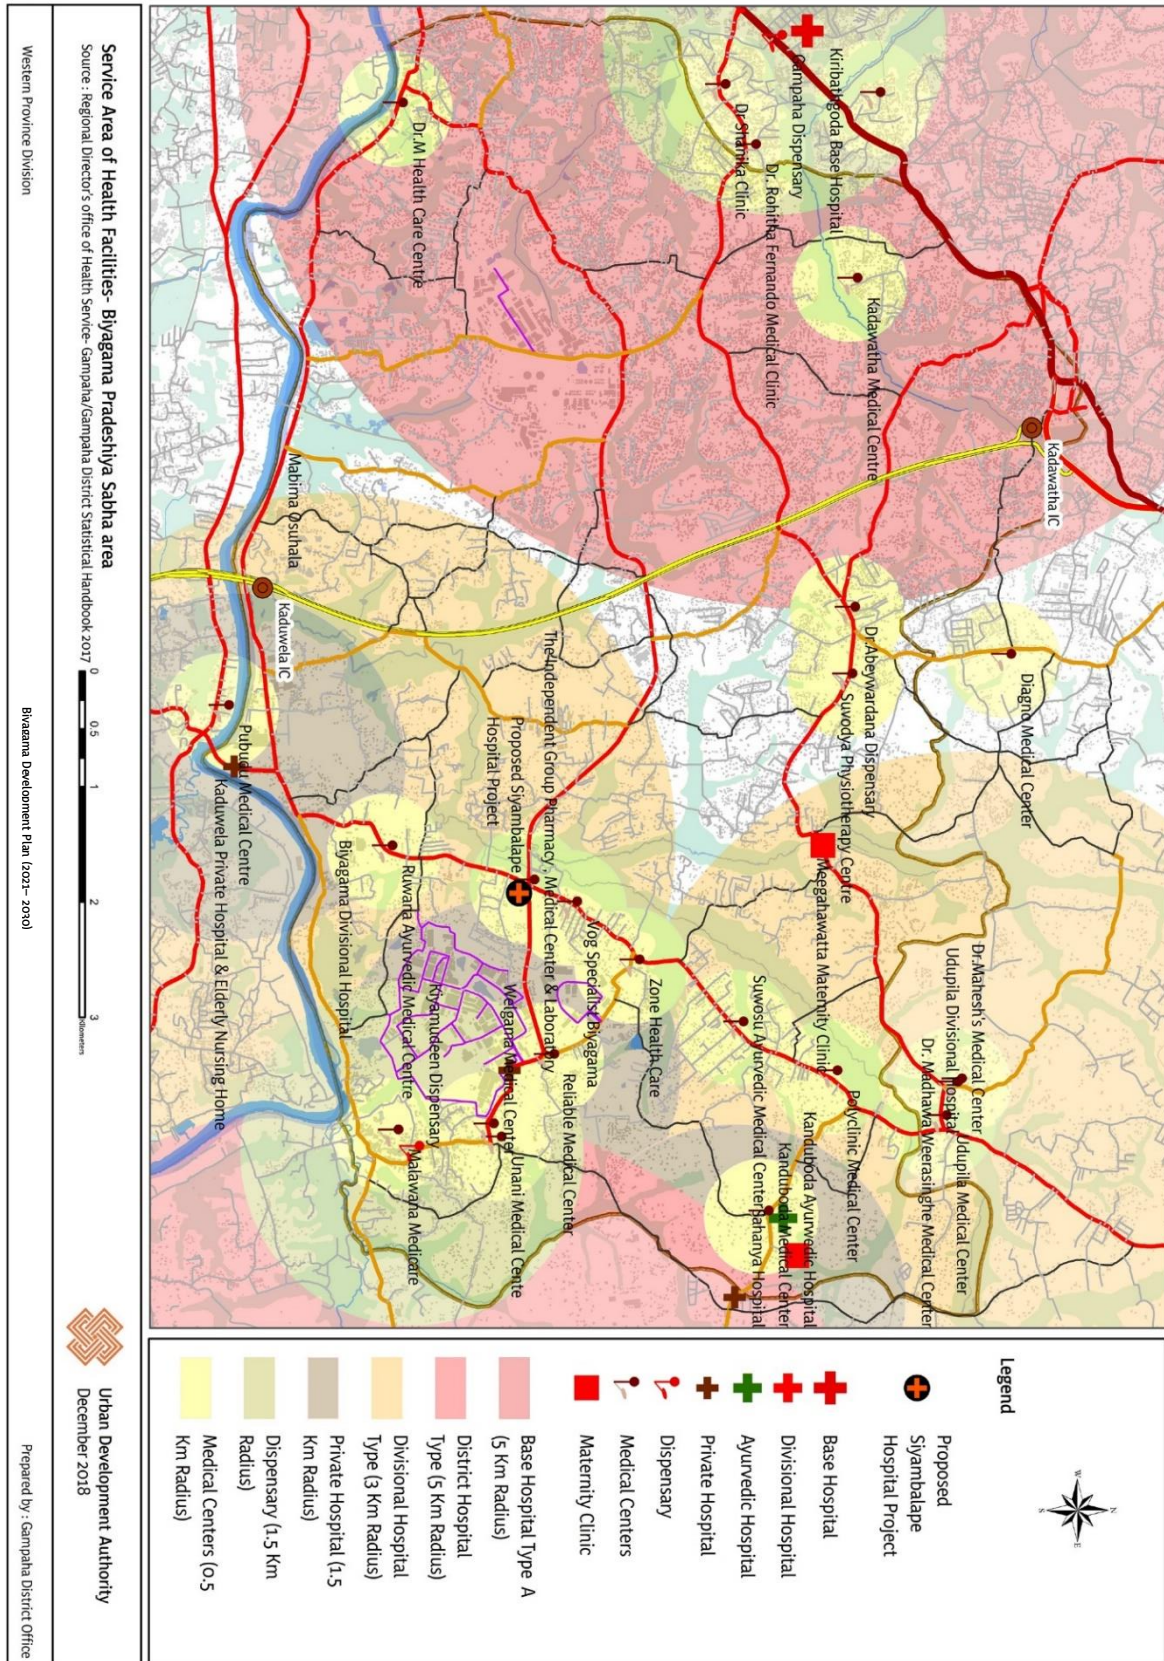 Kiribathgoda Base Hospital
Gampaha Dispensary
Dr.Shanika Clinic
Dr. Rohitha Fernando Medical Clinic
Kadawatha Medical Centre
Kadawatha IC
Dr.M Health Care Centre
Mabima Osuhala
Kaduwela IC
Diagno Medical Center
Dr.Abeywardana Dispensary
Suvodya Physiotherapy Centre
Meegahawatta Maternity Clinic
The Independent Group Pharmacy, Medical Center & Laboratory
Proposed Siyambalape
Hospital Project
Pubudu Medical Centre
Kaduwela Private Hospital & Elderly Nursing Home
Biyagama Divisional Hospital
Ruwana Ayurvedic Medical Centre
Kiyamudeen Dispensary
Weligama Medical Center
Vog Specialist Biyagama
Zone Health Care
Reliable Medical Center
Unani Medical Cente
Malawana Medicare
Dr.Mahesh's Medical Center
Udupila Divisional Hospital
Udupila Medical Center
Dr. Madhawa Weerasinghe Medical Center
Polyclinic Medical Center
Suwosu Ayurvedic Medical Center
Sahanya Hospital
Kanduboda Ayurwedic Hospital
Kanduboda Medical Center
Legend
W
N
S
E
Proposed
Siyambalape
Hospital Project
Base Hospital
Divisional Hospital
Ayurvedic Hospital
Private Hospital
Dispensary
Medical Centers
Maternity Clinic
Base Hospital Type A
(5 Km Radius)
District Hospital
Type (5 Km Radius)
Divisional Hospital
Type (3 Km Radius)
Private Hospital (1.5
Km Radius)
Dispensary (1.5 Km
Radius)
Medical Centers (0.5
Km Radius)
Service Area of Health Facilities- Biyagama Pradeshiya Sabha area
Source : Regional Director's office of Health Service- Gampaha/Gampaha District Statistical Handbook 2017
0 0.5 1 2 3
Kilometers
Urban Development Authority
December 2018
Western Province Division
Biyagama Development Plan (2021– 2030)
Prepared by : Gampaha District Office